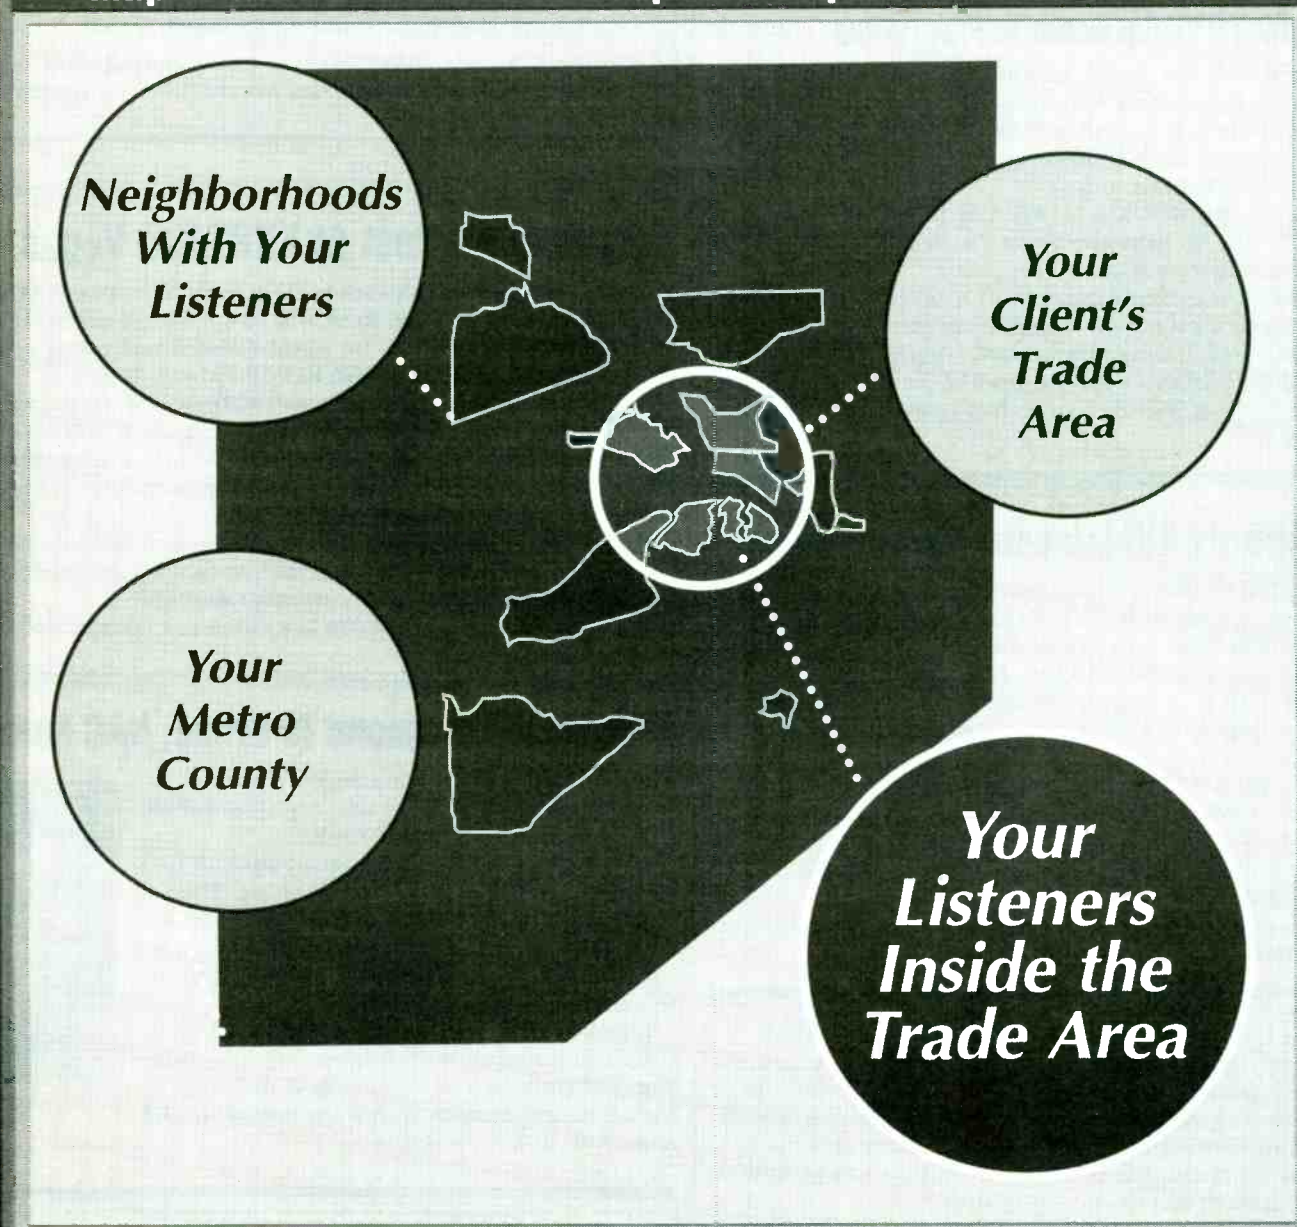 Neighborhoods
With Your
Listeners
Your
Client's
Trade
Area
Your
Metro
County
Your
Listeners
Inside the
Trade Area